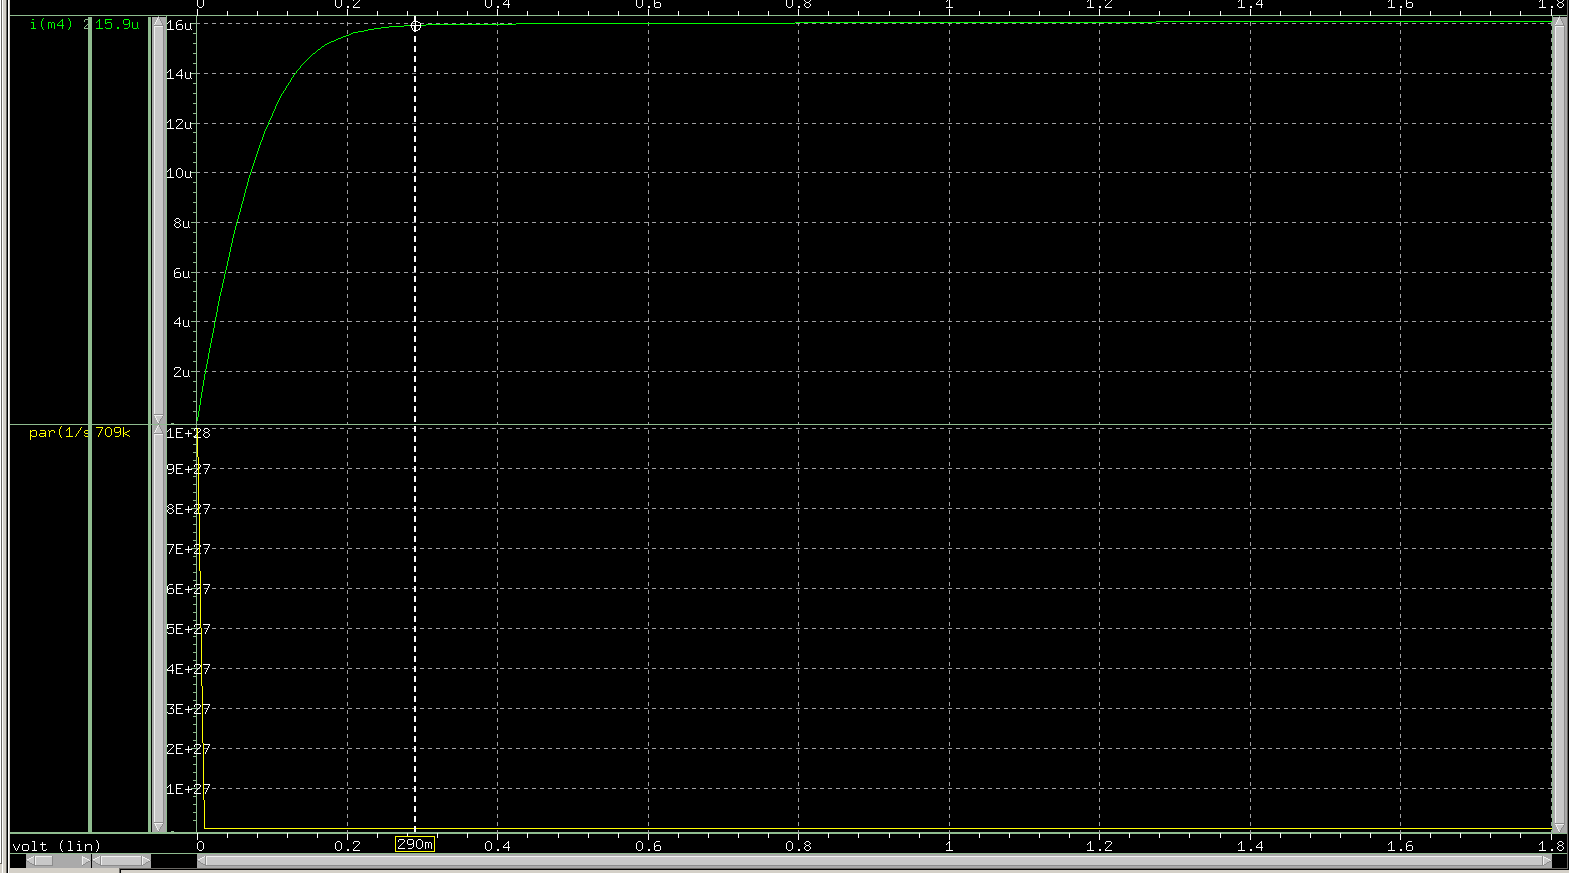 0 0.2 0.4 0.6 0.8 1 1.2 1.4 1.6 1.8
i(m4) 2 15.9u
16u
14u
12u
10u
8u
6u
4u
2u
par(1/s 709k
1E+28
9E+27
8E+27
7E+27
6E+27
5E+27
4E+27
3E+27
2E+27
1E+27
volt (lin) 0 0.2 290m 0.4 0.6 0.8 1 1.2 1.4 1.6 1.8